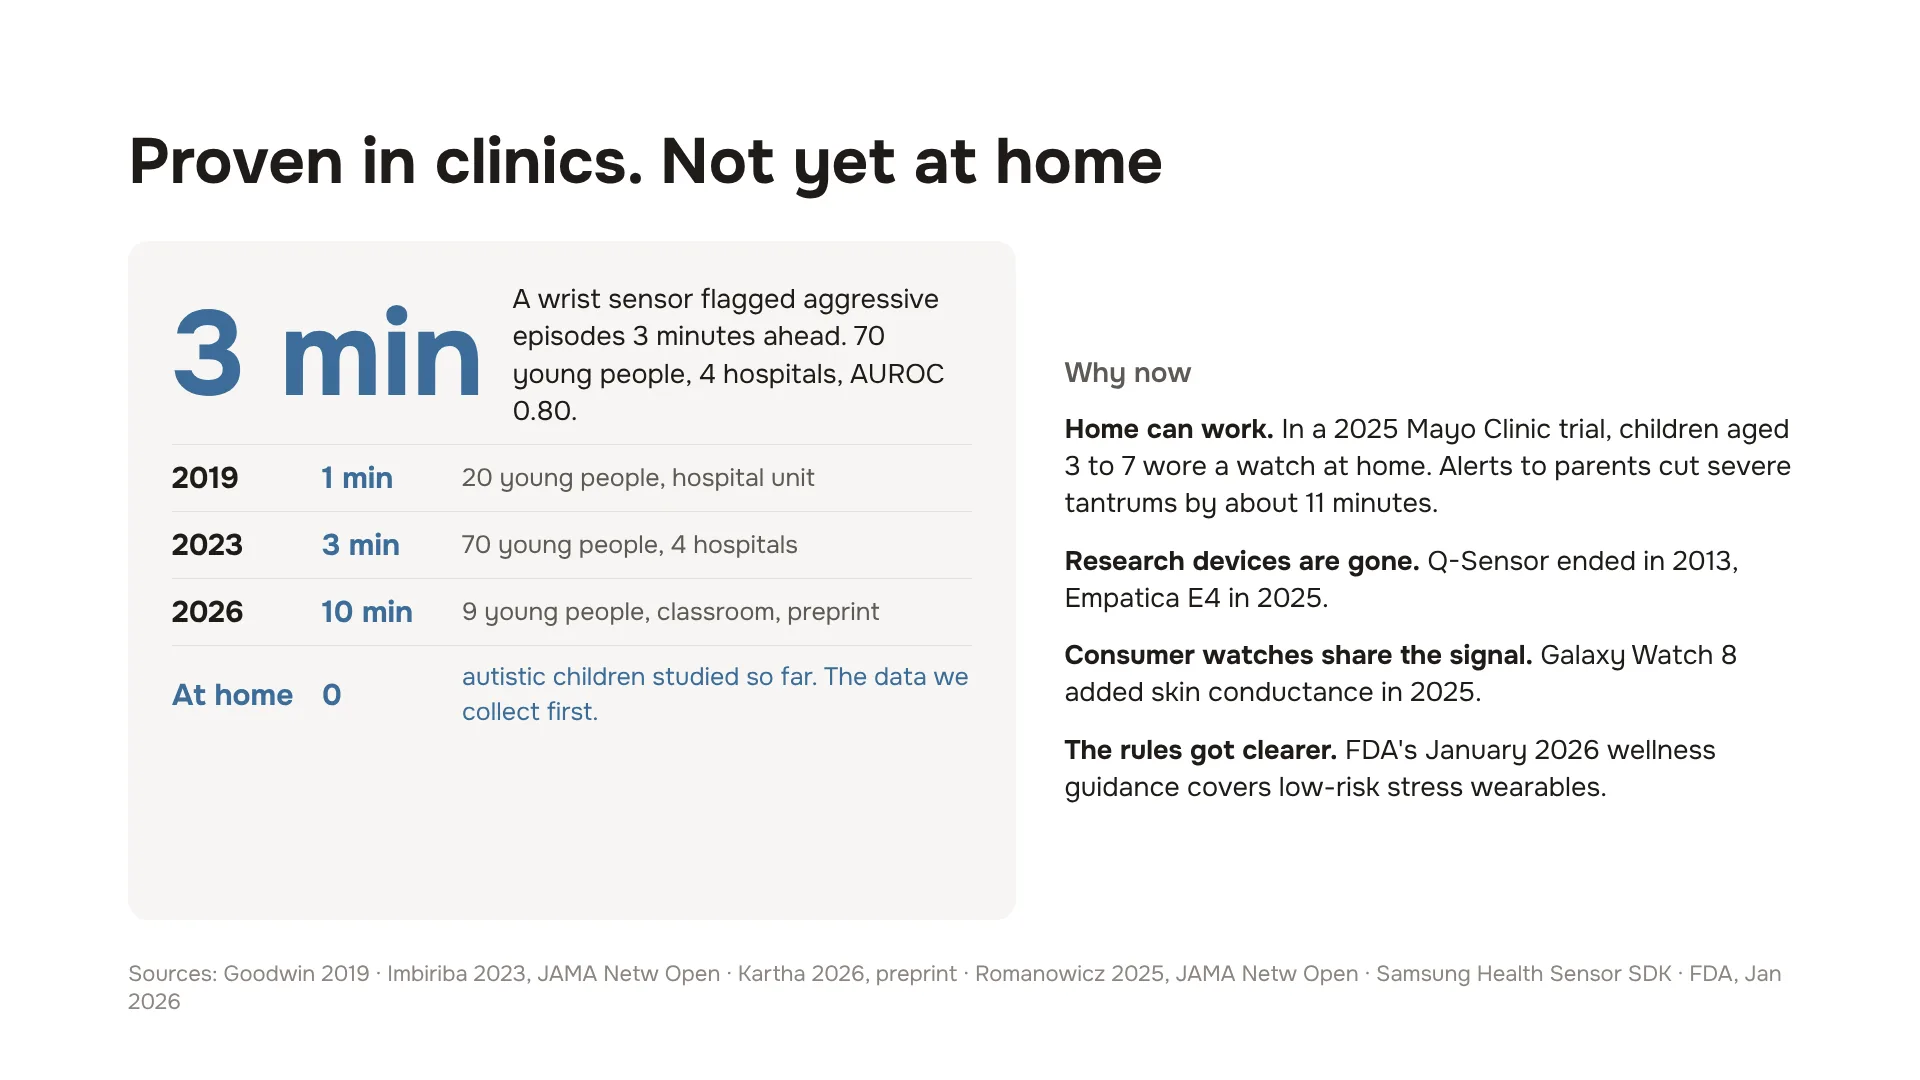 Proven in clinics. Not yet at home
3 min
A wrist sensor flagged aggressive
episodes 3 minutes ahead. 70
young people, 4 hospitals, AUROC
0.80.
2019 1 min 20 young people, hospital unit
2023 3 min 70 young people, 4 hospitals
2026 10 min 9 young people, classroom, preprint
At home 0 autistic children studied so far. The data we
collect first.
Why now
Home can work. In a 2025 Mayo Clinic trial, children aged
3 to 7 wore a watch at home. Alerts to parents cut severe
tantrums by about 11 minutes.
Research devices are gone. Q-Sensor ended in 2013,
Empatica E4 in 2025.
Consumer watches share the signal. Galaxy Watch 8
added skin conductance in 2025.
The rules got clearer. FDA's January 2026 wellness
guidance covers low-risk stress wearables.
Sources: Goodwin 2019 · Imbiriba 2023, JAMA Netw Open · Kartha 2026, preprint · Romanowicz 2025, JAMA Netw Open · Samsung Health Sensor SDK · FDA, Jan
2026